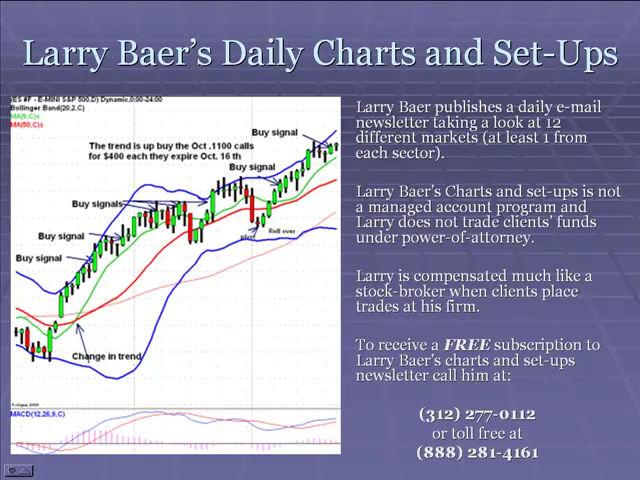 Larry Baer's Daily Charts and Set-Ups
Larry Baer publishes a daily e-mail
newsletter taking a look at 12
different markets (at least 1 from
each sector).
Larry Baer's Charts and set-ups is not
a managed account program and
Larry does not trade clients' funds
under power-of-attorney.
Larry is compensated much like a
stock-broker when clients place
trades at his firm.
To receive a FREE subscription to
Larry Baer's charts and set-ups
newsletter call him at:
(312) 277-0112
or toll free at
(888) 281-4161
E-MINI S&P 500,D) Dynamic,0:00-24:00
Bollinger Band(20,2,C)
MA(9,C)
MA(50,C)
Buy signal
The trend is up buy the Oct .1100 calls
for $400 each they expire Oct. 16 th
Buy signal
Buy signals
Buy signal
Roll over
Buy signal
Change in trend
MACD(12,26,9,C)